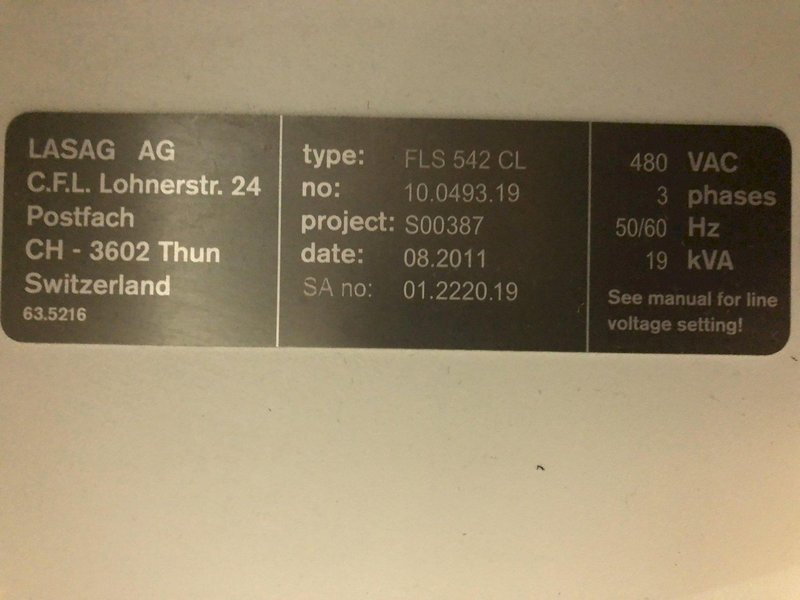 LASAG AG
C.F.L. Lohnerstr. 24
Postfach
CH - 3602 Thun
Switzerland
63.5216
type: FLS 542 CL
no: 10.0493.19
project: S00387
date: 08.2011
SA no: 01.2220.19
480 VAC
3 phases
50/60 Hz
19 kVA
See manual for line
voltage setting!